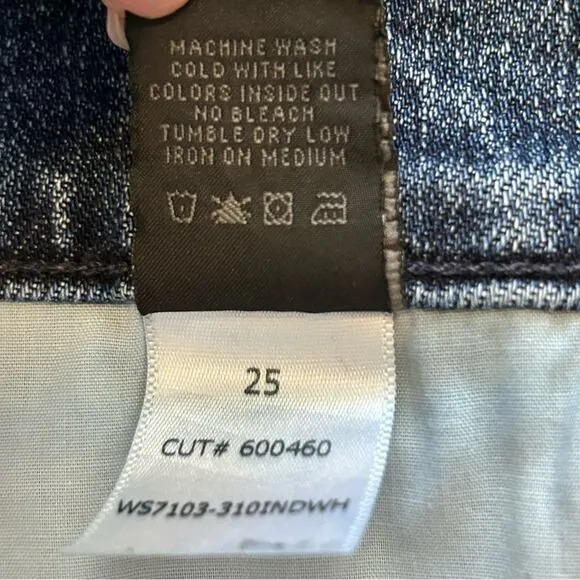 MACHINE WASH
COLD WITH LIKE
COLORS INSIDE OUT
NO BLEACH
TUMBLE DRY LOW
IRON ON MEDIUM
25
CUT# 600460
WS7103-310INDWH